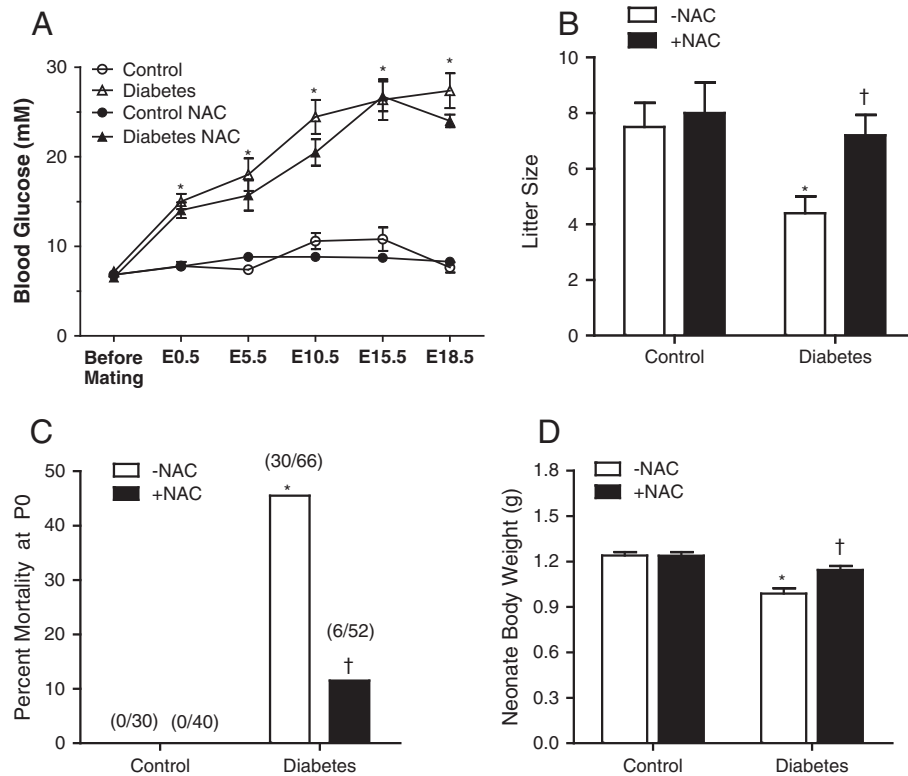 A
Blood Glucose (mM)
40
30
20
10
0
Control
Diabetes
Control NAC
Diabetes NAC
*
*
*
*
*
Before
Mating
E0.5
E5.5
E10.5
E15.5
E18.5
B
-NAC
+NAC
Litter Size
10
8
6
4
2
0
*
†
Control
Diabetes
C
Percent Mortality at P0
50
40
30
20
10
0
-NAC
+NAC
(30/66)
*
(6/52)
†
(0/30)
(0/40)
Control
Diabetes
D
Neonate Body Weight (g)
1.8
1.5
1.2
0.9
0.6
0.3
0.0
-NAC
+NAC
*
†
Control
Diabetes